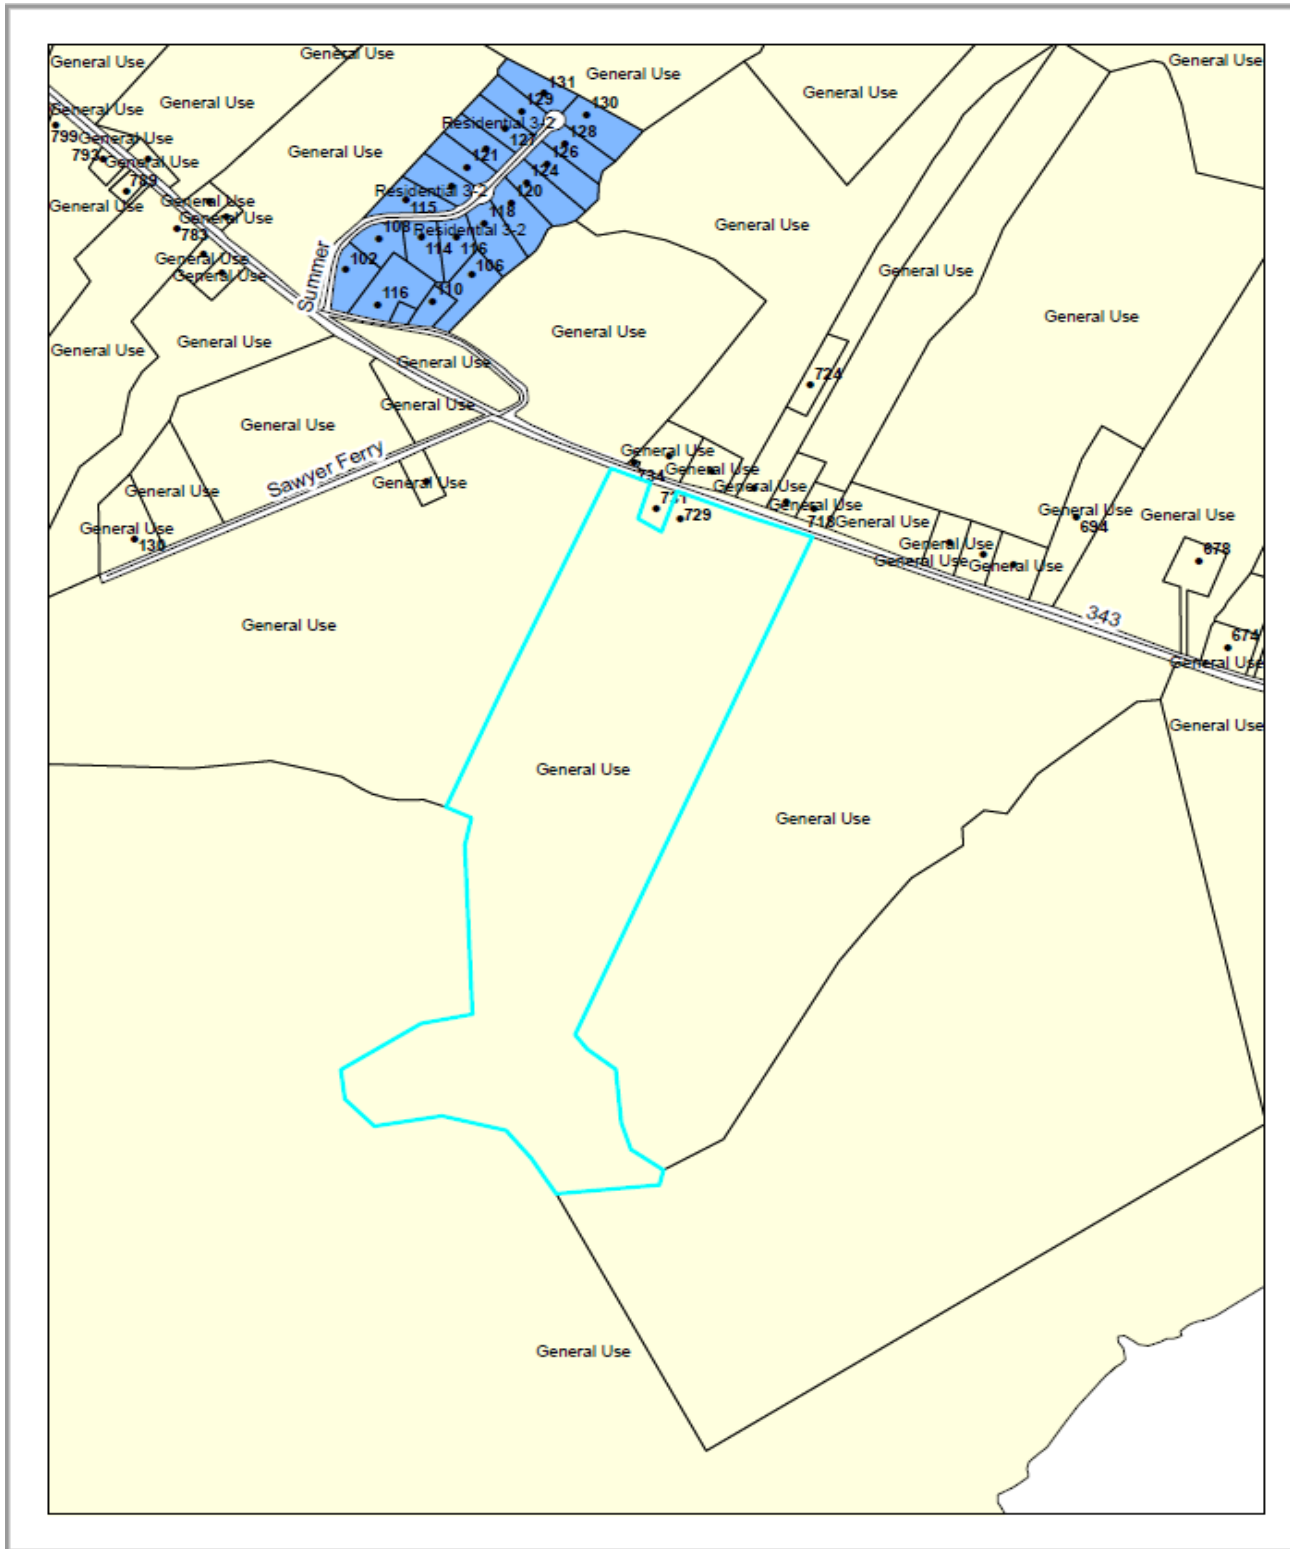 General Use
General Use
General Use
General Use
131
General Use
General Use
General Use
129
130
799
General Use
Residential 3-2
128
127
793
General Use
General Use
121
126
124
789
Residential 3-2
120
General Use
General Use
115
118
General Use
108
Residential 3-2
General Use
783
114
116
General Use
102
106
General Use
General Use
Summer
116
110
General Use
General Use
General Use
General Use
General Use
724
General Use
General Use
Sawyer Ferry
General Use
734
General Use
General Use
General Use
General Use
731
729
General Use
718
General Use
694
General Use
General Use
General Use
130
General Use
General Use
General Use
678
343
General Use
674
General Use
General Use
General Use
General Use
General Use